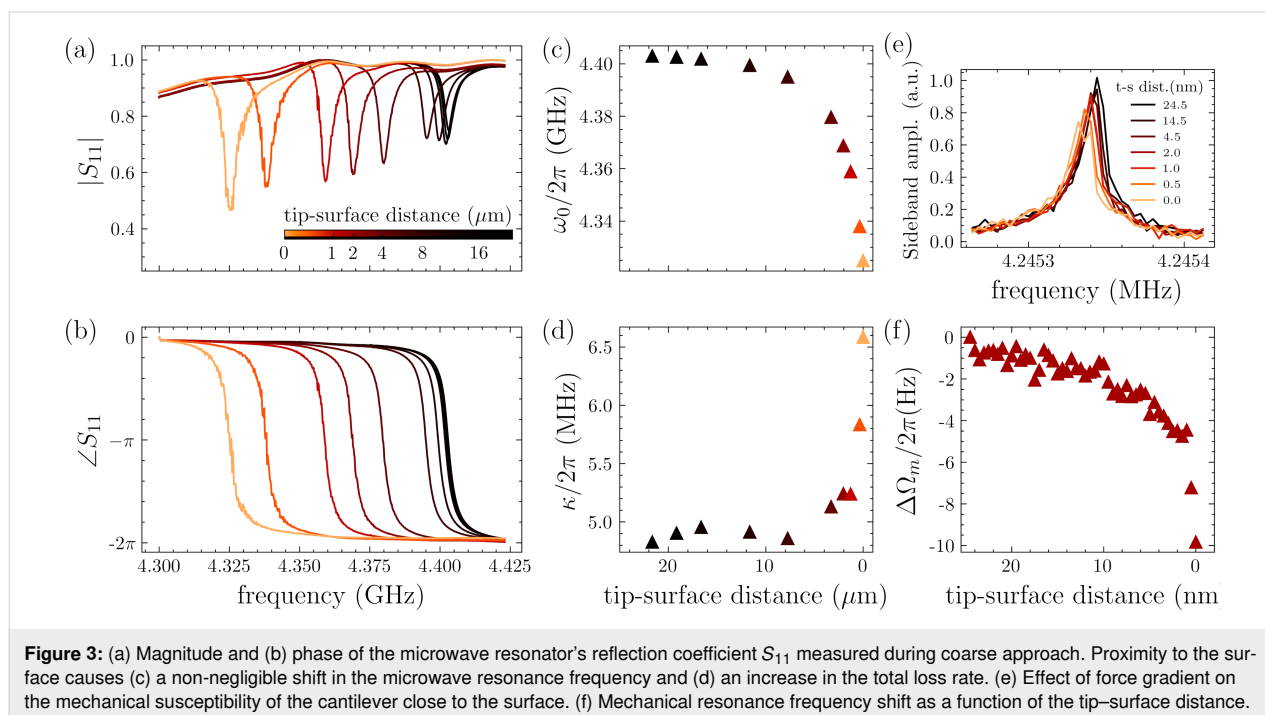 (a)
1.0
0.8
0.6
0.4
|S₁₁|
tip-surface distance (μm)
0 1 2 4 8 16
(b)
0
−π
-2π
∠S₁₁
4.300 4.325 4.350 4.375 4.400 4.425
frequency (GHz)
(c)
4.40
4.38
4.36
4.34
ω₀/2π (GHz)
(d)
6.5
6.0
5.5
5.0
κ/2π (MHz)
20 10 0
tip-surface distance (μm)
(e)
1.0
0.8
0.6
0.4
0.2
0.0
Sideband ampl. (a.u.)
t-s dist.(nm)
24.5
14.5
4.5
2.0
1.0
0.5
0.0
4.2453 4.2454
frequency (MHz)
(f)
0
-2
-4
-6
-8
-10
ΔΩₘ/2π(Hz)
20 10 0
tip-surface distance (nm
Figure 3: (a) Magnitude and (b) phase of the microwave resonator's reflection coefficient S₁₁ measured during coarse approach. Proximity to the sur-
face causes (c) a non-negligible shift in the microwave resonance frequency and (d) an increase in the total loss rate. (e) Effect of force gradient on
the mechanical susceptibility of the cantilever close to the surface. (f) Mechanical resonance frequency shift as a function of the tip–surface distance.